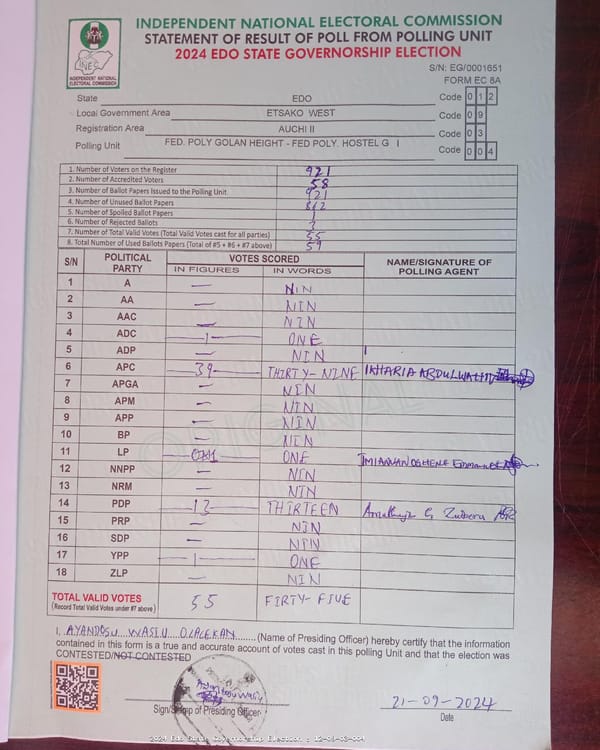 INDEPENDENT NATIONAL ELECTORAL COMMISSION
STATEMENT OF RESULT OF POLL FROM POLLING UNIT
2024 EDO STATE GOVERNORSHIP ELECTION
INEC
INDEPENDENT NATIONAL
ELECTORAL COMMISSION
S/N: EG/0001651
FORM EC 8A
State EDO Code 0 1 2
Local Government Area ETSAKO WEST Code 0 9
Registration Area AUCHI II Code 0 3
Polling Unit FED. POLY GOLAN HEIGHT - FED POLY. HOSTEL G I Code 0 0 4
1. Number of Voters on the Register 921
2. Number of Accredited Voters 58
3. Number of Ballot Papers Issued to the Polling Unit 921
4. Number of Unused Ballot Papers 862
5. Number of Spoiled Ballot Papers 1
6. Number of Rejected Ballots
7. Number of Total Valid Votes (Total Valid Votes cast for all parties) 55
8. Total Number of Used Ballots Papers (Total of #5 + #6 + #7 above) 59
S/N POLITICAL PARTY VOTES SCORED NAME/SIGNATURE OF POLLING AGENT
IN FIGURES IN WORDS
1 A — NIN
2 AA — NIN
3 AAC — NIN
4 ADC 1 ONE
5 ADP NIN
6 APC 39 THIRTY-NINE IKHARIA ABDULWAHID
7 APGA — NIN
8 APM — NIN
9 APP — NIN
10 BP — NIN
11 LP ONE
12 NNPP — NIN
13 NRM — NIN
14 PDP 13 THIRTEEN
15 PRP — NIN
16 SDP — NIN
17 YPP 1 ONE
18 ZLP — NIN
TOTAL VALID VOTES 55 FIRTY-FIVE
(Record Total Valid Votes under #7 above)
I, AYANDOSU WASIU OLALEKAN (Name of Presiding Officer) hereby certify that the information
contained in this form is a true and accurate account of votes cast in this polling Unit and that the election was
CONTESTED/NOT CONTESTED
Sign/Stamp of Presiding Officer
21-09-2024
Date
2024 Edo State Governorship Election : 12-09-03-004
ORIGINAL